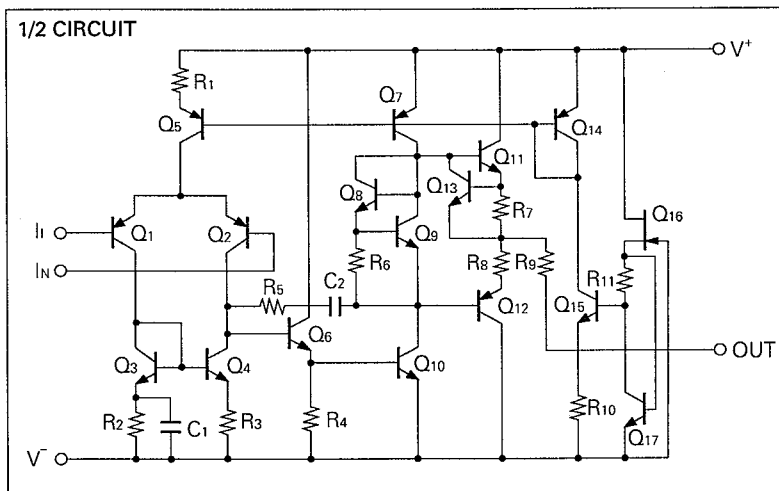 1/2 CIRCUIT
V+
R1
Q7
Q5
Q14
Q11
Q8
Q13
R7
Q16
II
Q1
Q2
Q9
IN
R6
R8
R9
R11
C2
R5
Q15
Q12
Q6
Q3
Q4
Q10
OUT
R2
C1
R3
R4
R10
Q17
V-